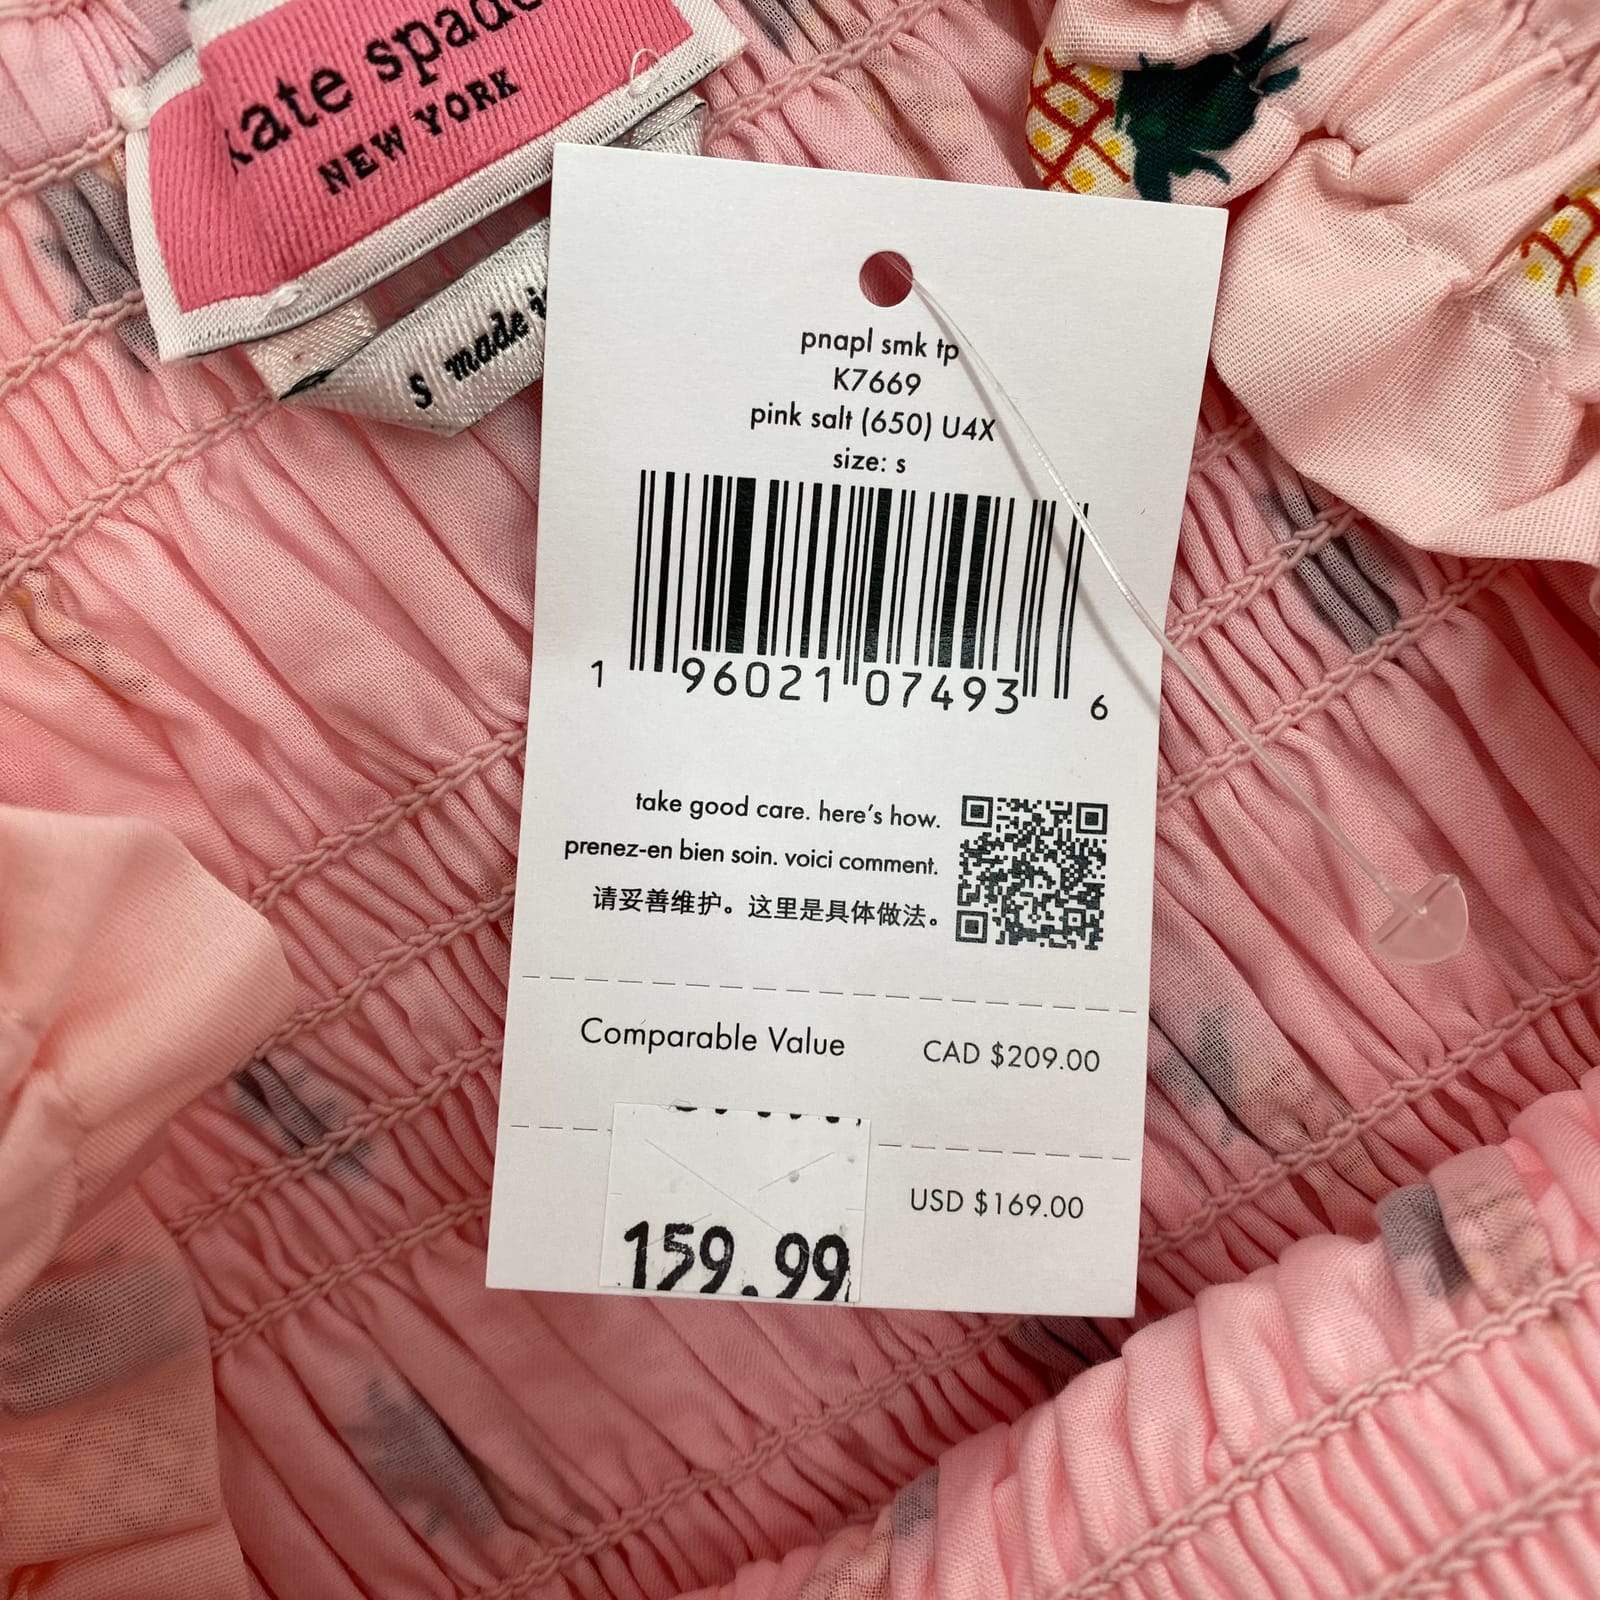 kate spade
NEW YORK
S made
pnapl smk tp
K7669
pink salt (650) U4X
size: s
1 96021 07493 6
take good care. here's how.
prenez-en bien soin. voici comment.
请妥善维护。这里是具体做法。
Comparable Value CAD $209.00
USD $169.00
159.99